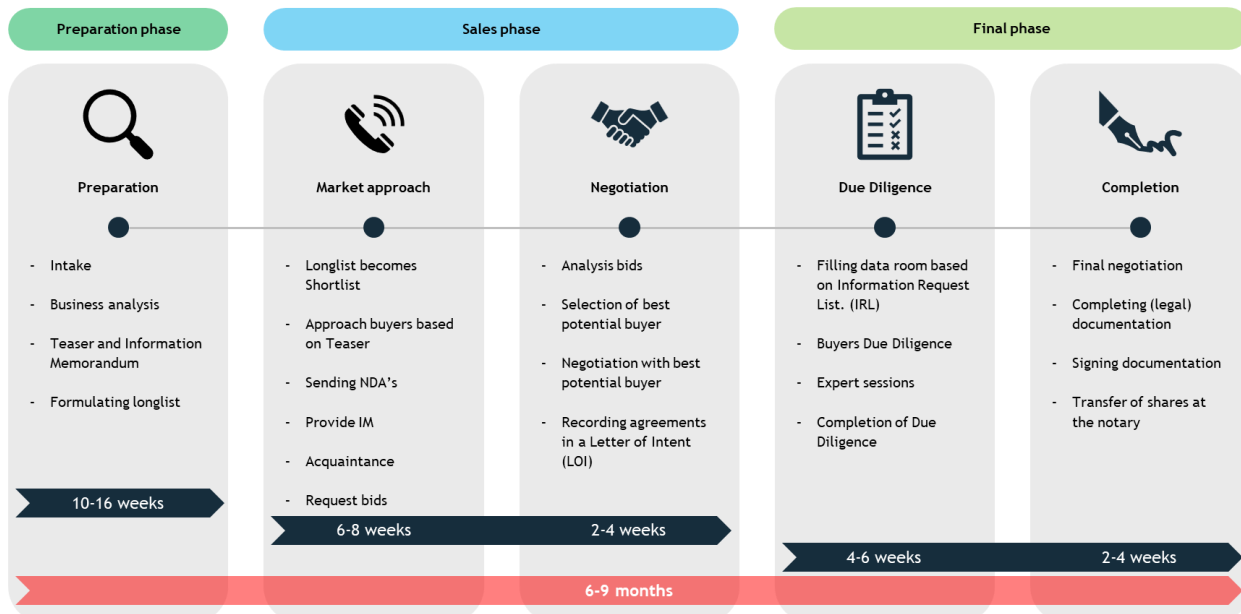 Preparation phase
Sales phase
Final phase
Preparation
Market approach
Negotiation
Due Diligence
Completion
- Intake
- Business analysis
- Teaser and Information
Memorandum
- Formulating longlist
- Longlist becomes
Shortlist
- Approach buyers based
on Teaser
- Sending NDA's
- Provide IM
- Acquaintance
- Request bids
- Analysis bids
- Selection of best
potential buyer
- Negotiation with best
potential buyer
- Recording agreements
in a Letter of Intent
(LOI)
- Filling data room based
on Information Request
List. (IRL)
- Buyers Due Diligence
- Expert sessions
- Completion of Due
Diligence
- Final negotiation
- Completing (legal)
documentation
- Signing documentation
- Transfer of shares at
the notary
10-16 weeks
6-8 weeks
2-4 weeks
4-6 weeks
2-4 weeks
6-9 months